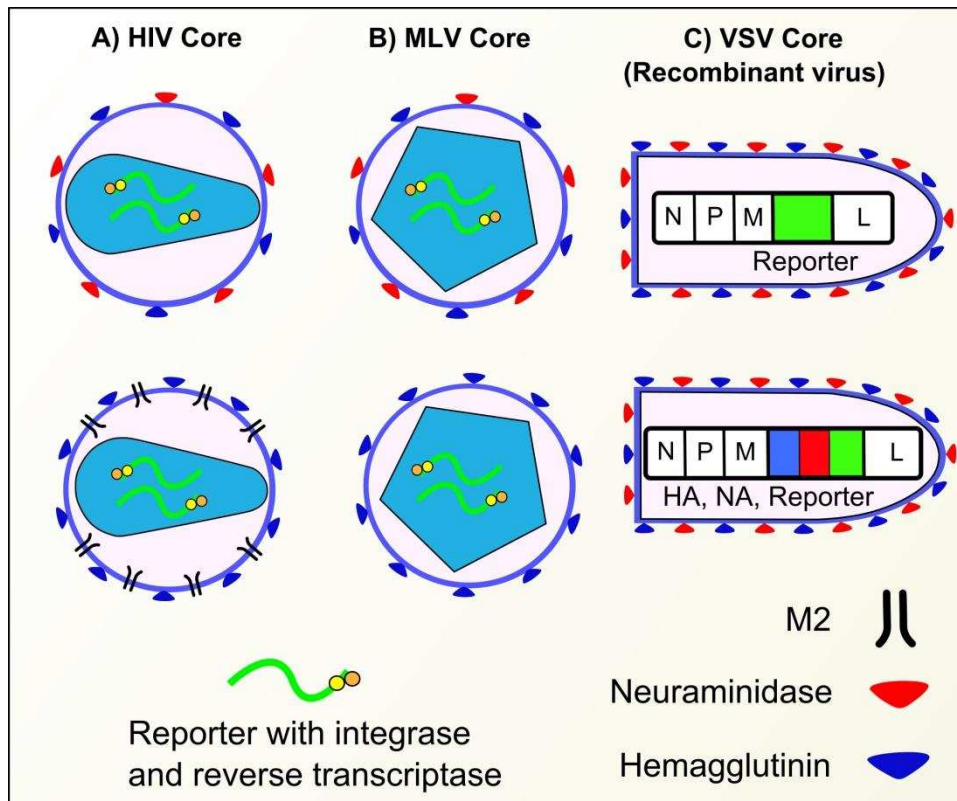 A) HIV Core
B) MLV Core
C) VSV Core
(Recombinant virus)
N P M L
Reporter
N P M L
HA, NA, Reporter
M2
Neuraminidase
Hemagglutinin
Reporter with integrase
and reverse transcriptase